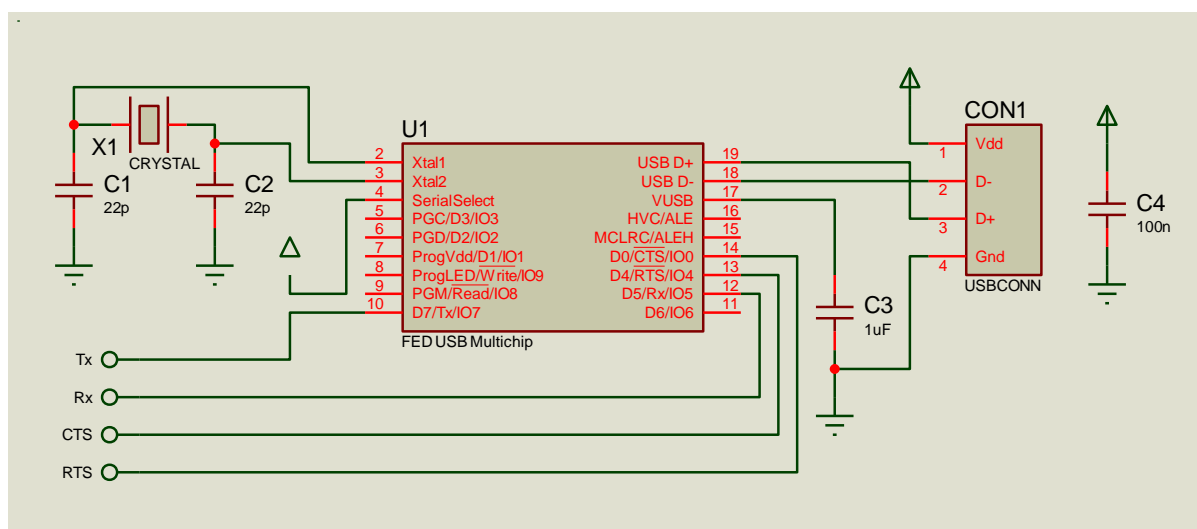 X1
CRYSTAL
C1
22p
C2
22p
U1
2 Xtal1
3 Xtal2
4 SerialSelect
5 PGC/D3/IO3
6 PGD/D2/IO2
7 ProgVdd/D1/IO1
8 ProgLED/Write/IO9
9 PGM/Read/IO8
10 D7/Tx/IO7
USB D+ 19
USB D- 18
VUSB 17
HVC/ALE 16
MCLRC/ALEH 15
D0/CTS/IO0 14
D4/RTS/IO4 13
D5/Rx/IO5 12
D6/IO6 11
FED USB Multichip
CON1
1 Vdd
2 D-
3 D+
4 Gnd
USBCONN
C3
1uF
C4
100n
Tx
Rx
CTS
RTS